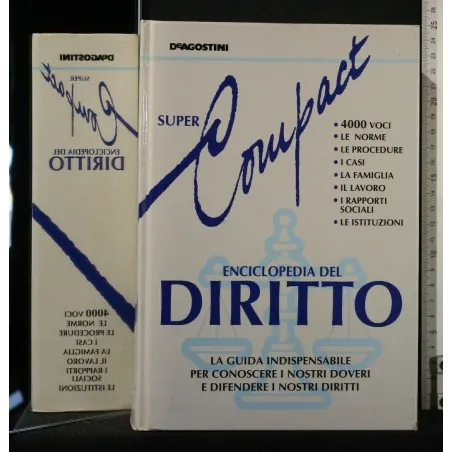 DEAGOSTINI
SUPER
Compact
• 4000 VOCI
• LE NORME
• LE PROCEDURE
• I CASI
• LA FAMIGLIA
• IL LAVORO
• I RAPPORTI
SOCIALI
• LE ISTITUZIONI
ENCICLOPEDIA DEL
DIRITTO
LA GUIDA INDISPENSABILE
PER CONOSCERE I NOSTRI DOVERI
E DIFENDERE I NOSTRI DIRITTI
DEAGOSTINI
SUPER
Compact
ENCICLOPEDIA DEL
DIRITTO
4000 VOCI
LE NORME
LE PROCEDURE
I CASI
LA FAMIGLIA
IL LAVORO
I RAPPORTI
SOCIALI
LE ISTITUZIONI